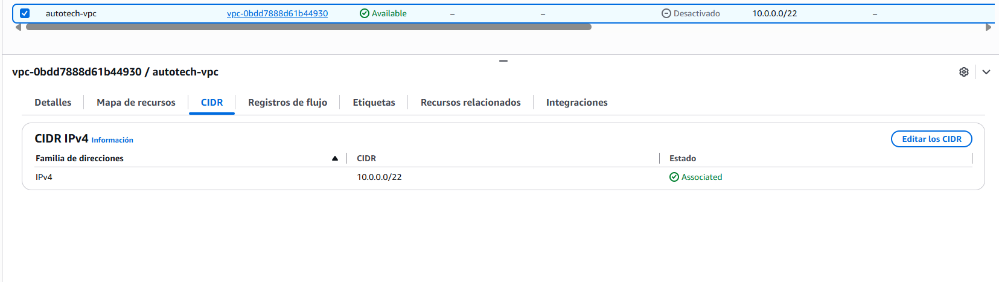 autotech-vpc vpc-0bdd7888d61b44930 Available – – Desactivado 10.0.0.0/22 –
vpc-0bdd7888d61b44930 / autotech-vpc
Detalles Mapa de recursos CIDR Registros de flujo Etiquetas Recursos relacionados Integraciones
CIDR IPv4 Información Editar los CIDR
Familia de direcciones CIDR Estado
IPv4 10.0.0.0/22 Associated